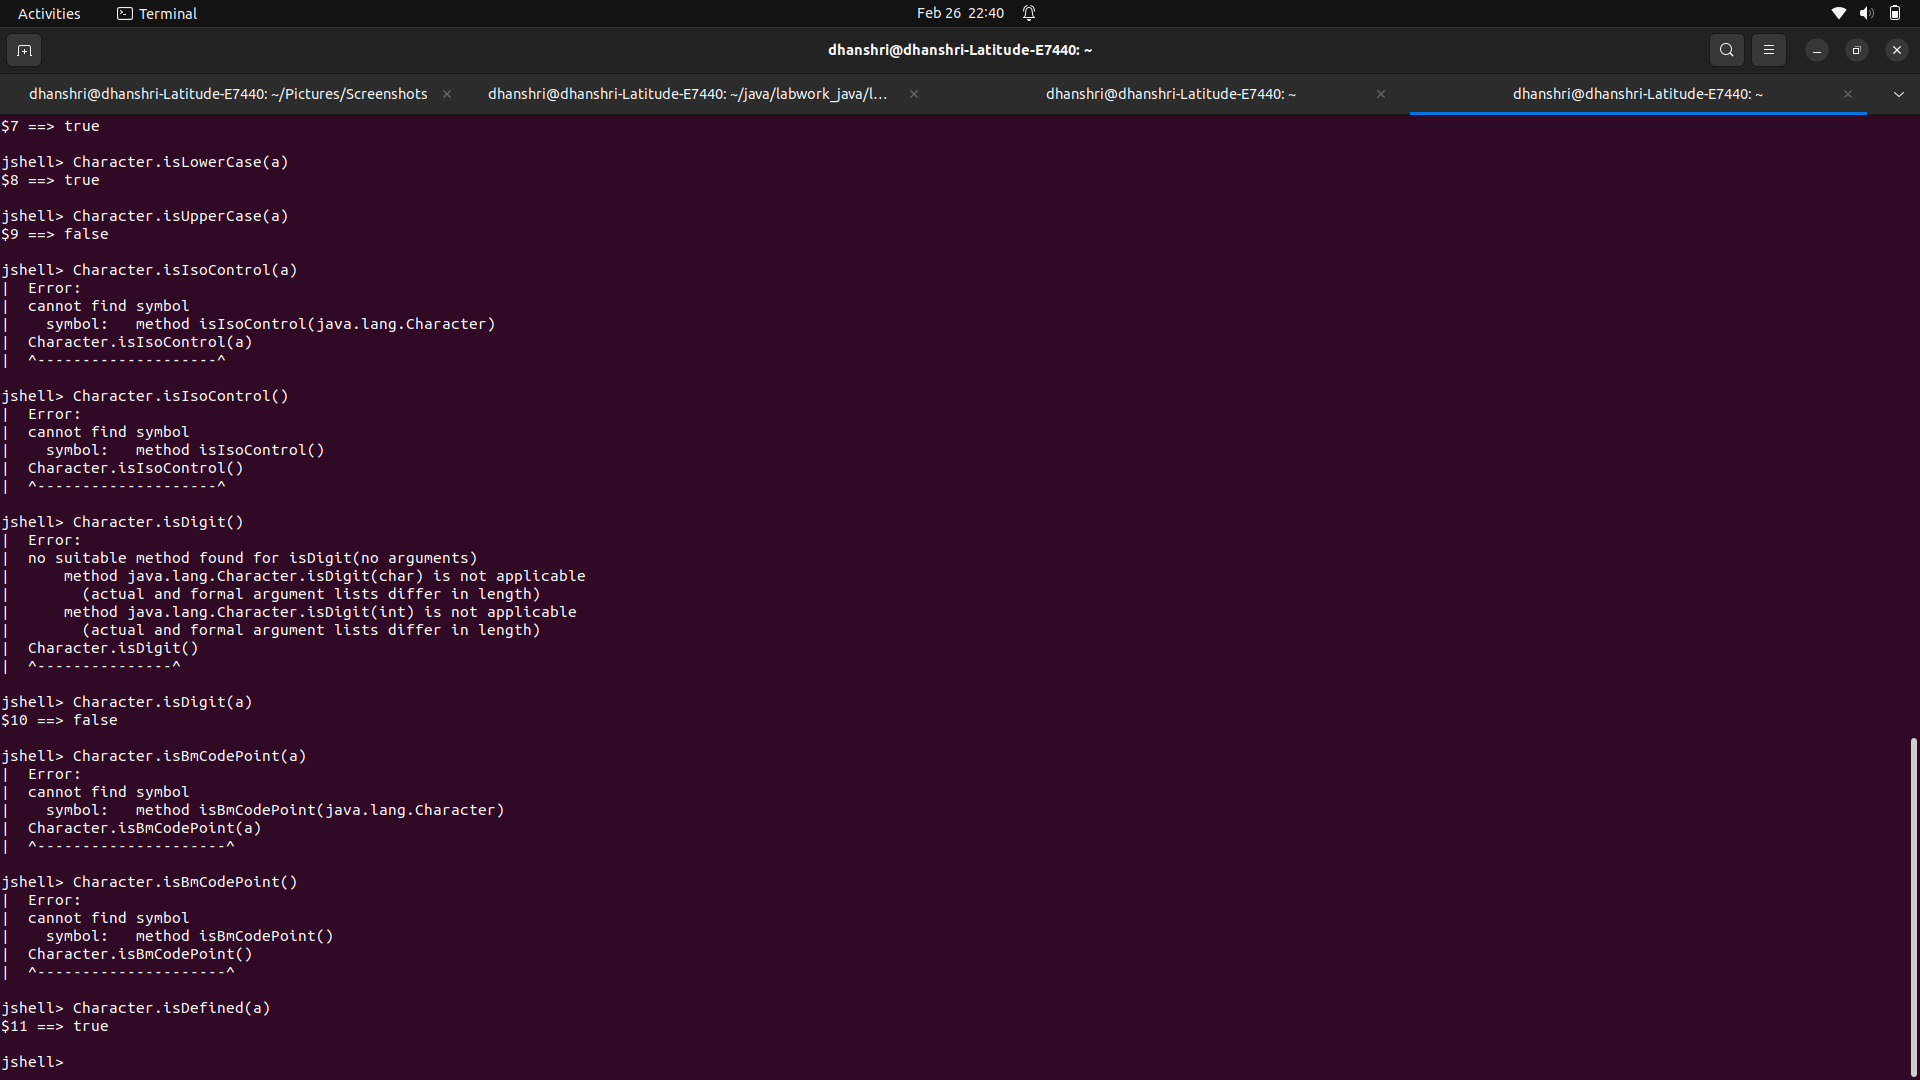 Activities
Terminal
Feb 26 22:40
dhanshri@dhanshri-Latitude-E7440: ~
dhanshri@dhanshri-Latitude-E7440: ~/Pictures/Screenshots
dhanshri@dhanshri-Latitude-E7440: ~/java/labwork_java/l...
dhanshri@dhanshri-Latitude-E7440: ~
dhanshri@dhanshri-Latitude-E7440: ~
$7 ==> true
jshell> Character.isLowerCase(a)
$8 ==> true
jshell> Character.isUpperCase(a)
$9 ==> false
jshell> Character.isIsoControl(a)
|  Error:
|  cannot find symbol
|    symbol:   method isIsoControl(java.lang.Character)
|  Character.isIsoControl(a)
|  ^--------------------^
jshell> Character.isIsoControl()
|  Error:
|  cannot find symbol
|    symbol:   method isIsoControl()
|  Character.isIsoControl()
|  ^--------------------^
jshell> Character.isDigit()
|  Error:
|  no suitable method found for isDigit(no arguments)
|      method java.lang.Character.isDigit(char) is not applicable
|        (actual and formal argument lists differ in length)
|      method java.lang.Character.isDigit(int) is not applicable
|        (actual and formal argument lists differ in length)
|  Character.isDigit()
|  ^---------------^
jshell> Character.isDigit(a)
$10 ==> false
jshell> Character.isBmCodePoint(a)
|  Error:
|  cannot find symbol
|    symbol:   method isBmCodePoint(java.lang.Character)
|  Character.isBmCodePoint(a)
|  ^---------------------^
jshell> Character.isBmCodePoint()
|  Error:
|  cannot find symbol
|    symbol:   method isBmCodePoint()
|  Character.isBmCodePoint()
|  ^---------------------^
jshell> Character.isDefined(a)
$11 ==> true
jshell>